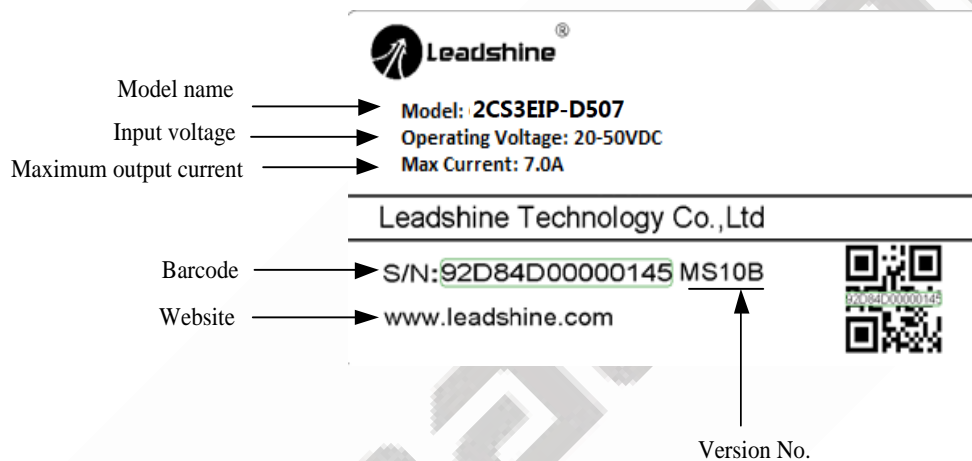 Leadshine®
Model name
Model: 2CS3EIP-D507
Input voltage
Operating Voltage: 20-50VDC
Maximum output current
Max Current: 7.0A
Leadshine Technology Co.,Ltd
Barcode
S/N:92D84D00000145 MS10B
92D84D00000145
Website
www.leadshine.com
Version No.